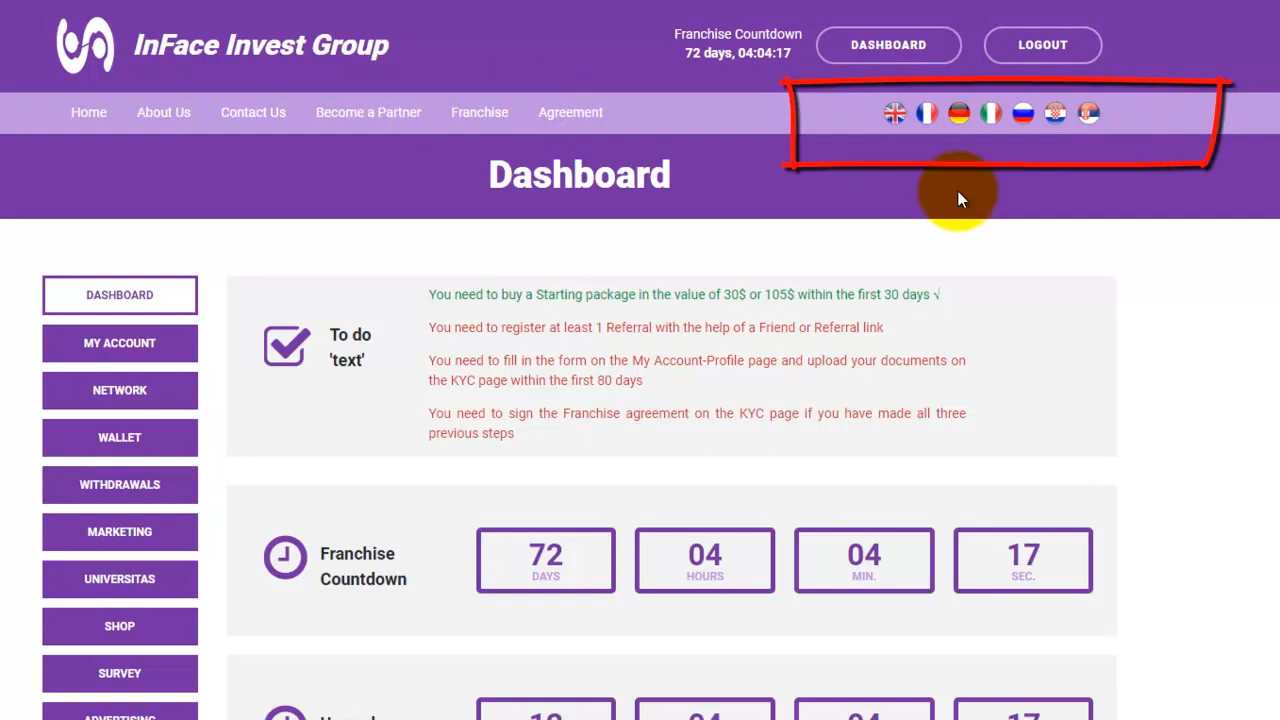 InFace Invest Group
Franchise Countdown
72 days, 04:04:17
DASHBOARD
LOGOUT
Home
About Us
Contact Us
Become a Partner
Franchise
Agreement
Dashboard
DASHBOARD
MY ACCOUNT
NETWORK
WALLET
WITHDRAWALS
MARKETING
UNIVERSITAS
SHOP
SURVEY
ADVERTISING
To do
'text'
You need to buy a Starting package in the value of 30$ or 105$ within the first 30 days √
You need to register at least 1 Referral with the help of a Friend or Referral link
You need to fill in the form on the My Account-Profile page and upload your documents on
the KYC page within the first 80 days
You need to sign the Franchise agreement on the KYC page if you have made all three
previous steps
Franchise
Countdown
72
DAYS
04
HOURS
04
MIN.
17
SEC.
04
04
17